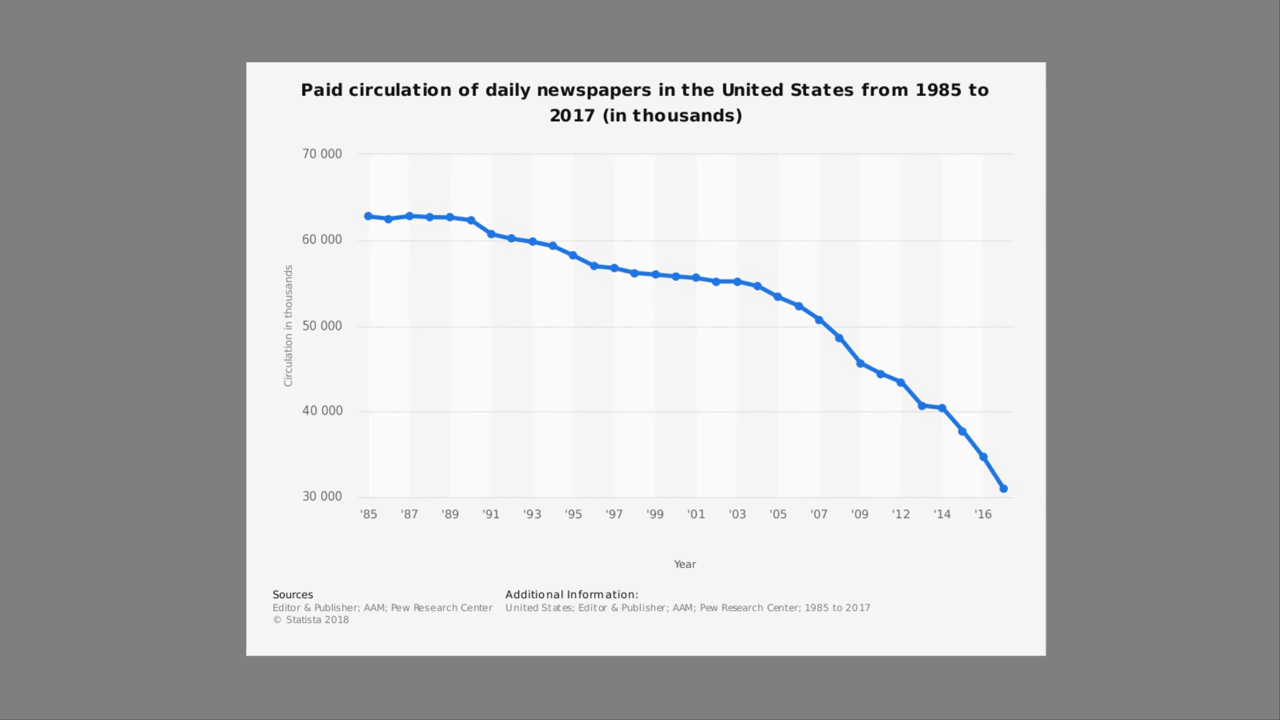 Paid circulation of daily newspapers in the United States from 1985 to
2017 (in thousands)
70 000
60 000
50 000
40 000
30 000
Circulation in thousands
'85 '87 '89 '91 '93 '95 '97 '99 '01 '03 '05 '07 '09 '12 '14 '16
Year
Sources
Editor & Publisher; AAM; Pew Research Center
© Statista 2018
Additional Information:
United States; Editor & Publisher; AAM; Pew Research Center; 1985 to 2017